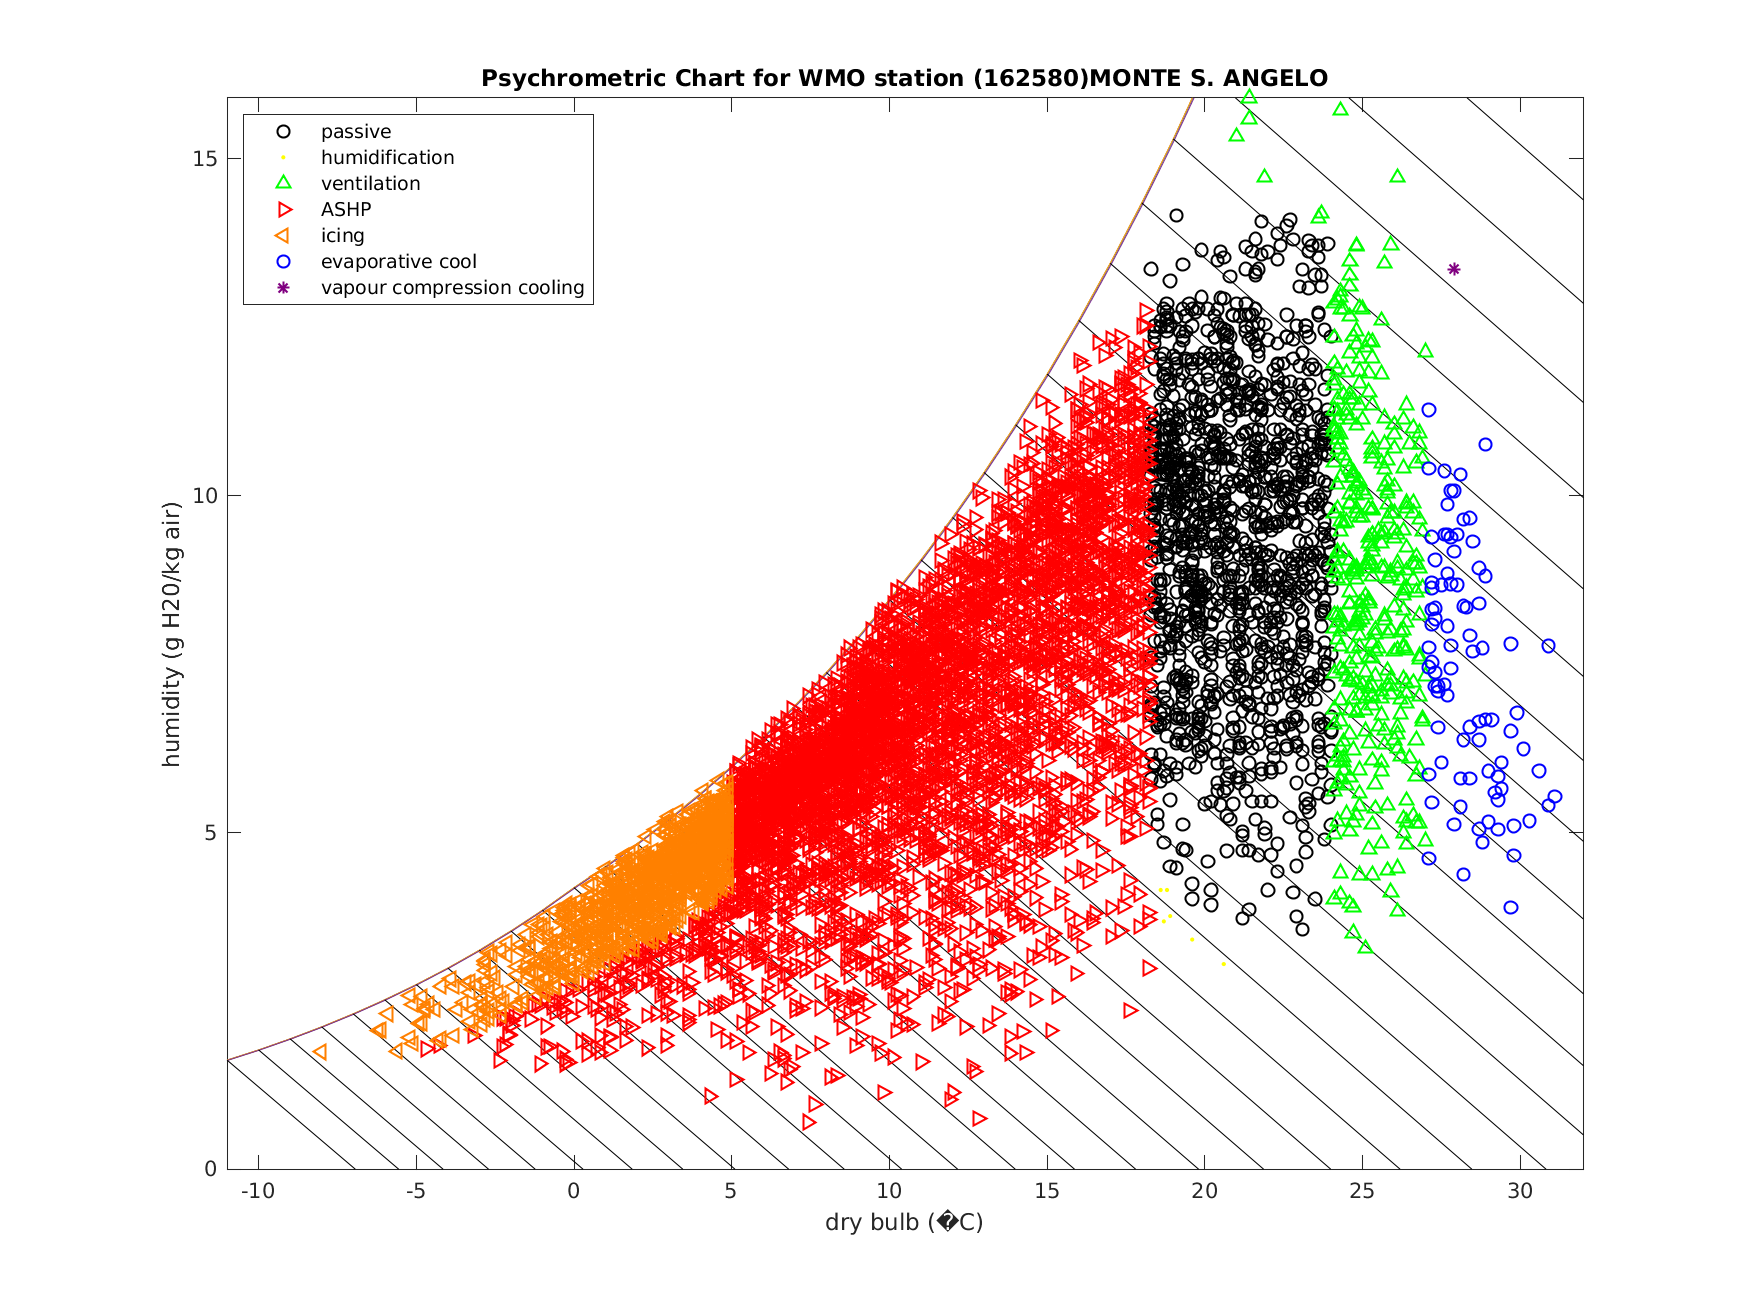 Psychrometric Chart for WMO station (162580)MONTE S. ANGELO
passive
humidification
ventilation
ASHP
icing
evaporative cool
vapour compression cooling
15
10
5
0
humidity (g H20/kg air)
-10 -5 0 5 10 15 20 25 30
dry bulb (�C)